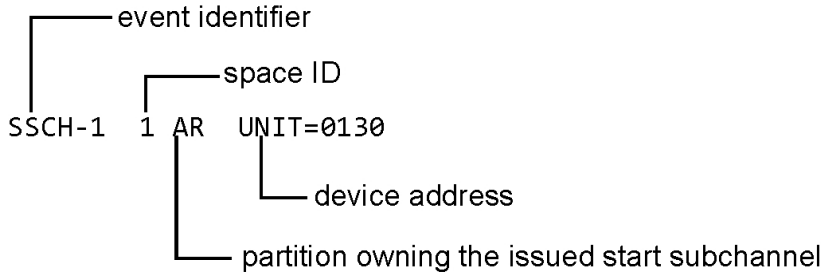 event identifier
space ID
SSCH-1 1 AR UNIT=0130
device address
partition owning the issued start subchannel